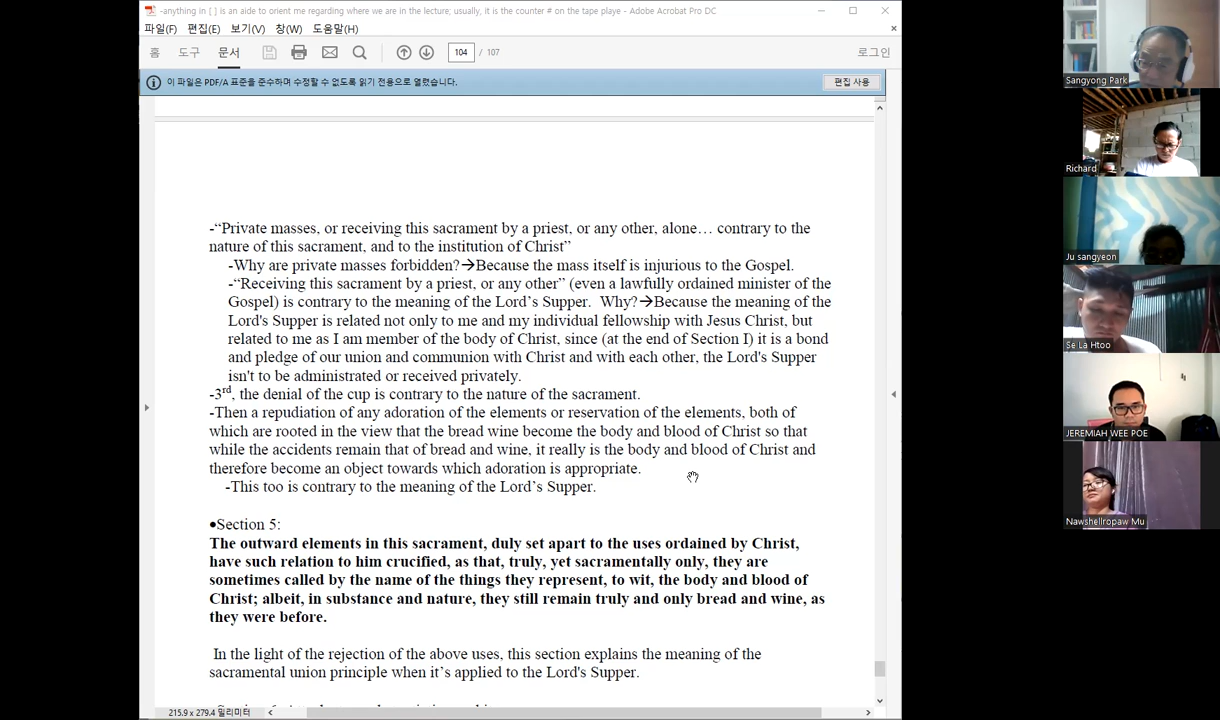 -anything in [ ] is an aide to orient me regarding where we are in the lecture; usually, it is the counter # on the tape playe - Adobe Acrobat Pro DC
파일(F) 편집(E) 보기(V) 창(W) 도움말(H)
홈 도구 문서 104 / 107 로그인
이 파일은 PDF/A 표준을 준수하며 수정할 수 없도록 읽기 전용으로 열렸습니다. 편집 사용
-“Private masses, or receiving this sacrament by a priest, or any other, alone… contrary to the
nature of this sacrament, and to the institution of Christ”
-Why are private masses forbidden?→Because the mass itself is injurious to the Gospel.
-“Receiving this sacrament by a priest, or any other” (even a lawfully ordained minister of the
Gospel) is contrary to the meaning of the Lord’s Supper. Why?→Because the meaning of the
Lord's Supper is related not only to me and my individual fellowship with Jesus Christ, but
related to me as I am member of the body of Christ, since (at the end of Section I) it is a bond
and pledge of our union and communion with Christ and with each other, the Lord's Supper
isn't to be administrated or received privately.
-3rd, the denial of the cup is contrary to the nature of the sacrament.
-Then a repudiation of any adoration of the elements or reservation of the elements, both of
which are rooted in the view that the bread wine become the body and blood of Christ so that
while the accidents remain that of bread and wine, it really is the body and blood of Christ and
therefore become an object towards which adoration is appropriate.
-This too is contrary to the meaning of the Lord’s Supper.
•Section 5:
The outward elements in this sacrament, duly set apart to the uses ordained by Christ,
have such relation to him crucified, as that, truly, yet sacramentally only, they are
sometimes called by the name of the things they represent, to wit, the body and blood of
Christ; albeit, in substance and nature, they still remain truly and only bread and wine, as
they were before.
In the light of the rejection of the above uses, this section explains the meaning of the
sacramental union principle when it’s applied to the Lord's Supper.
215.9 x 279.4 밀리미터
Sangyong Park
Richard
Ju sangyeon
Se La Htoo
JEREMIAH WEE POE
Nawshellropaw Mu